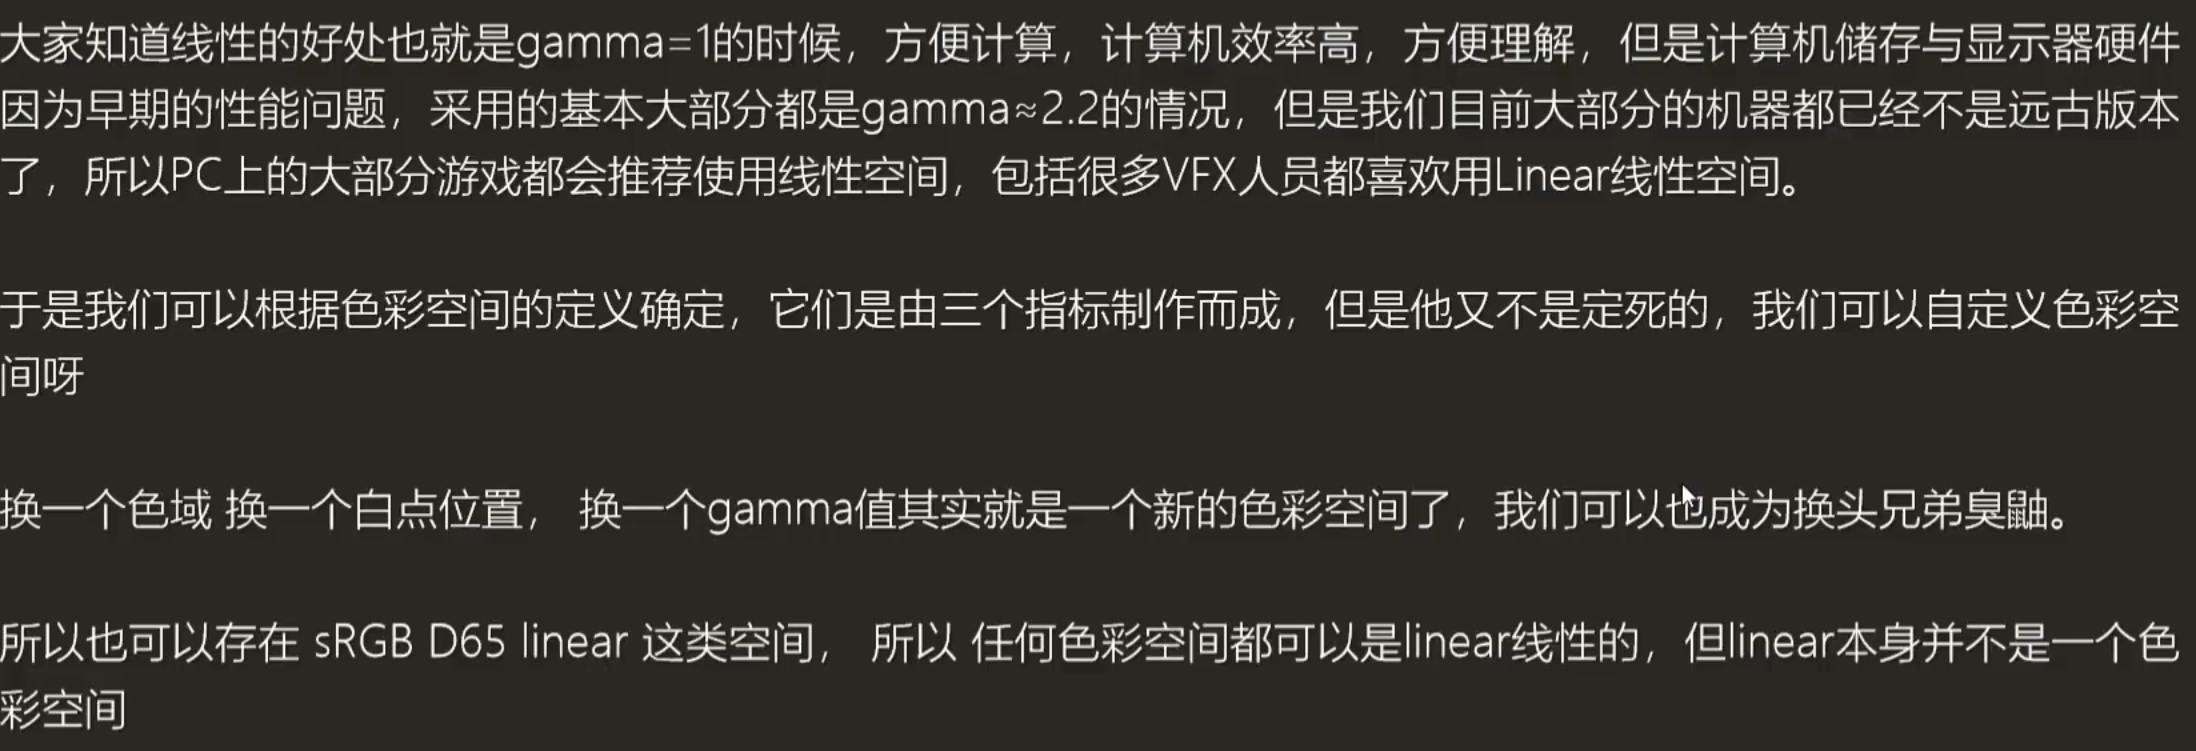 大家知道线性的好处也就是gamma=1的时候，方便计算，计算机效率高，方便理解，但是计算机储存与显示器硬件
因为早期的性能问题，采用的基本大部分都是gamma≈2.2的情况，但是我们目前大部分的机器都已经不是远古版本
了，所以PC上的大部分游戏都会推荐使用线性空间，包括很多VFX人员都喜欢用Linear线性空间。
于是我们可以根据色彩空间的定义确定，它们是由三个指标制作而成，但是他又不是定死的，我们可以自定义色彩空
间呀
换一个色域 换一个白点位置， 换一个gamma值其实就是一个新的色彩空间了，我们可以也成为换头兄弟臭鼬。
所以也可以存在 sRGB D65 linear 这类空间， 所以 任何色彩空间都可以是linear线性的，但linear本身并不是一个色
彩空间